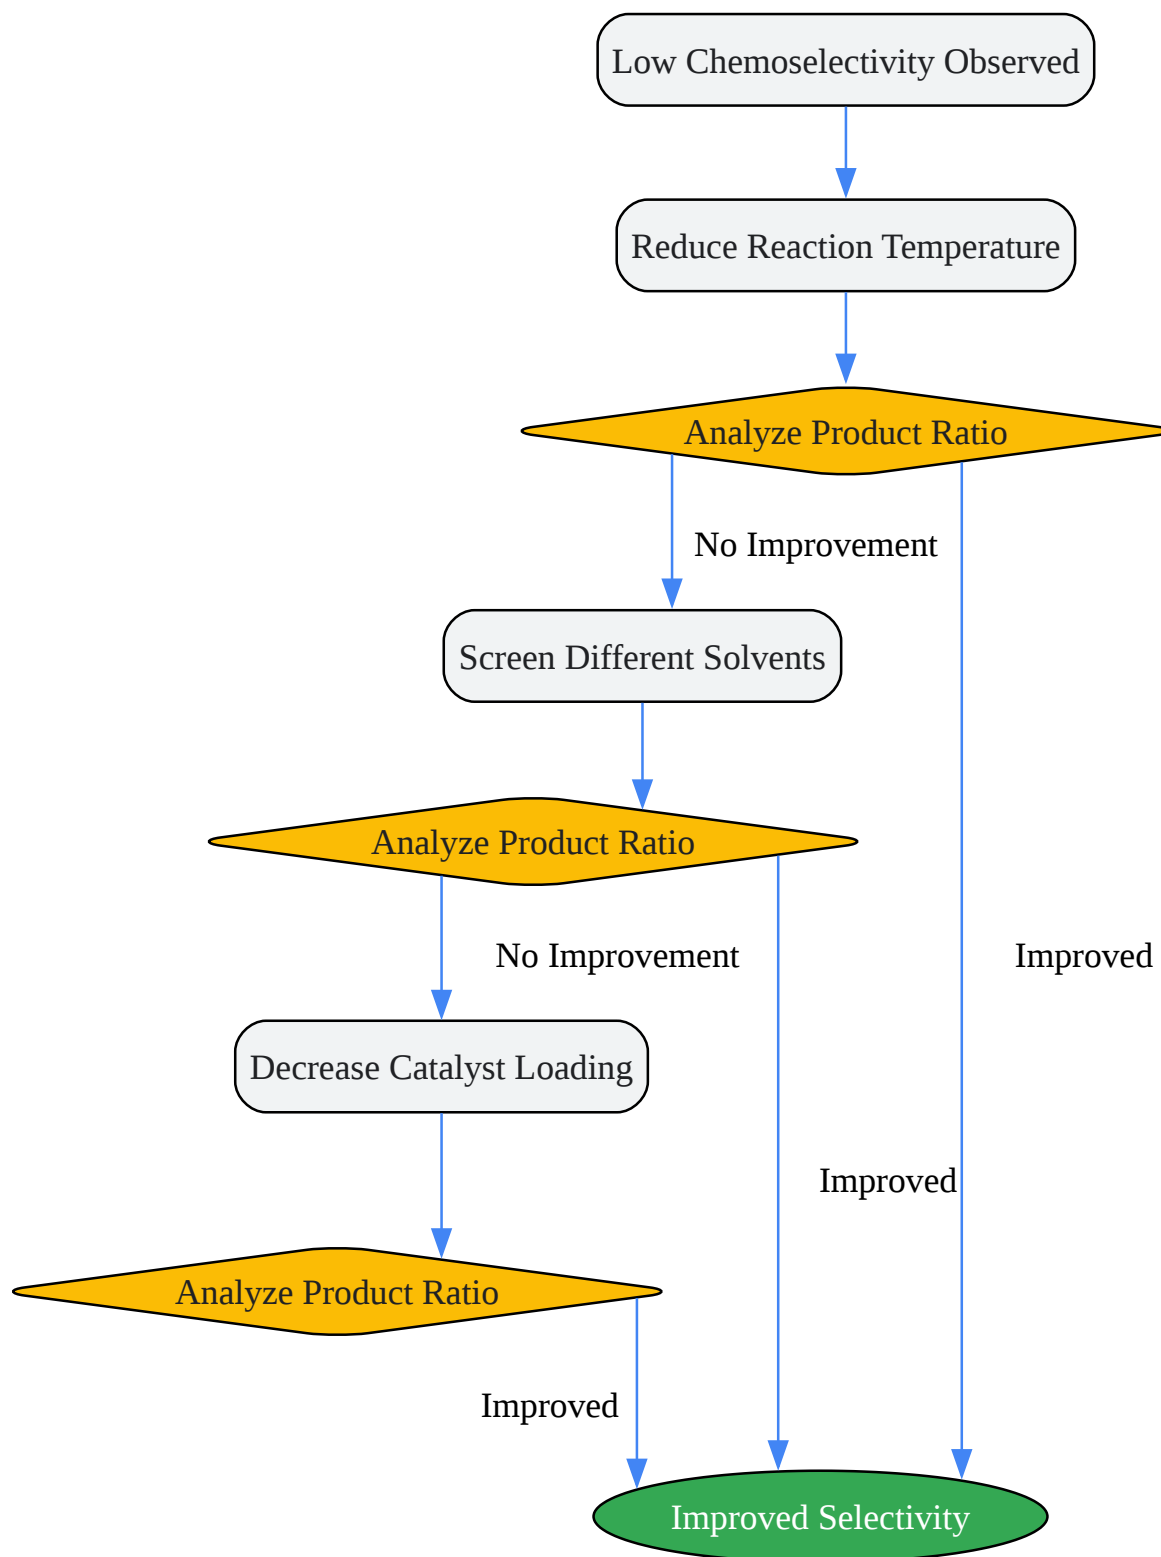 Low Chemoselectivity Observed
Reduce Reaction Temperature
Analyze Product Ratio
No Improvement
Screen Different Solvents
Analyze Product Ratio
No Improvement
Improved
Decrease Catalyst Loading
Improved
Analyze Product Ratio
Improved
Improved Selectivity